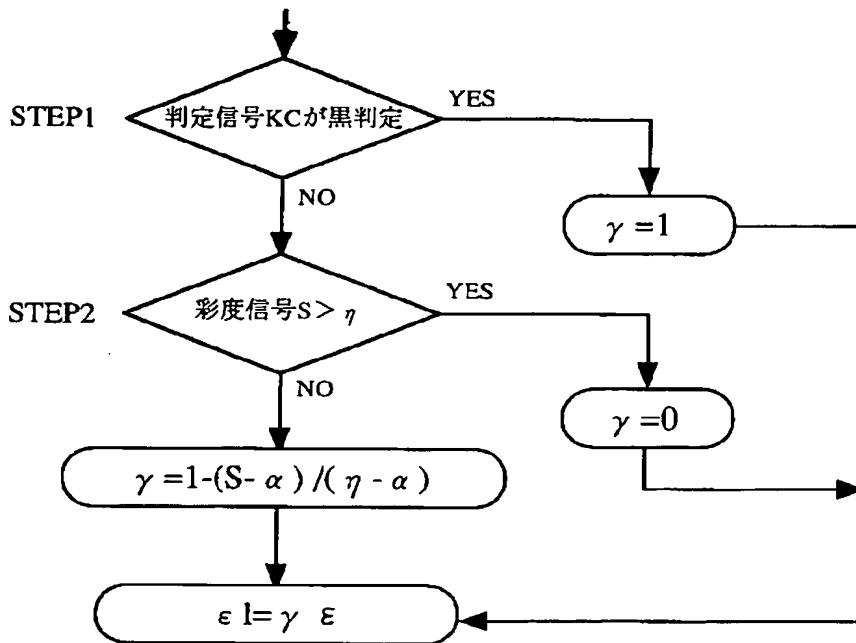 STEP1
判定信号KCが黒判定
YES
NO
γ=1
STEP2
彩度信号S>η
YES
NO
γ=0
γ=1-(S-α)/(η-α)
ε1=γ ε